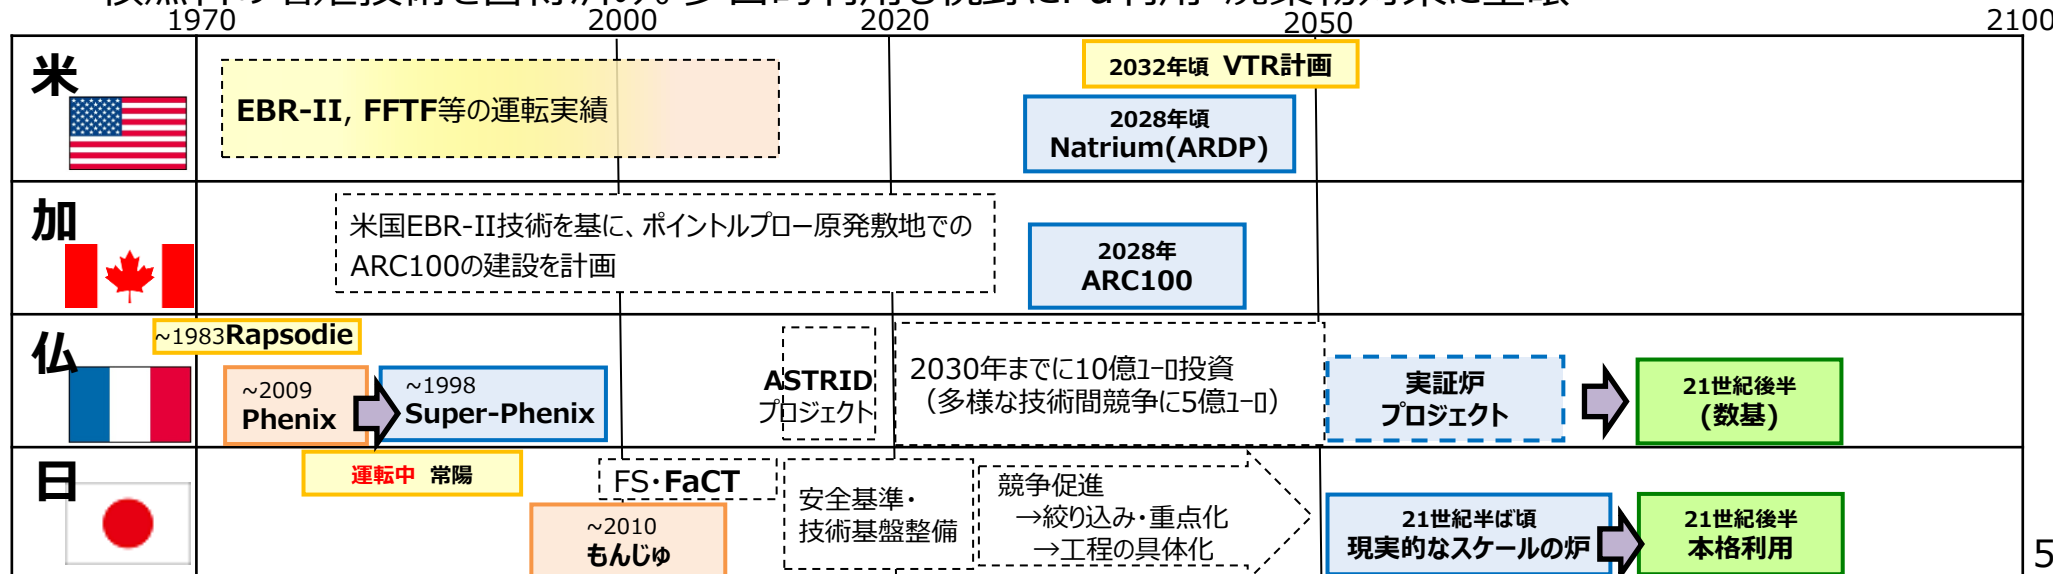 1970 2000 2020 2050 2100
米
EBR-II, FFTF等の運転実績
2032年頃 VTR計画
2028年頃
Natrium(ARDP)
加
米国EBR-II技術を基に、ポイントルプロー原発敷地での
ARC100の建設を計画
2028年
ARC100
仏
~1983Rapsodie
~2009
Phenix
~1998
Super-Phenix
ASTRID
プロジェクト
2030年までに10億ﾕｰﾛ投資
（多様な技術間競争に5億ﾕｰﾛ）
実証炉
プロジェクト
21世紀後半
(数基)
日
運転中 常陽
FS・FaCT
~2010
もんじゅ
安全基準・
技術基盤整備
競争促進
→絞り込み・重点化
→工程の具体化
21世紀半ば頃
現実的なスケールの炉
21世紀後半
本格利用
5